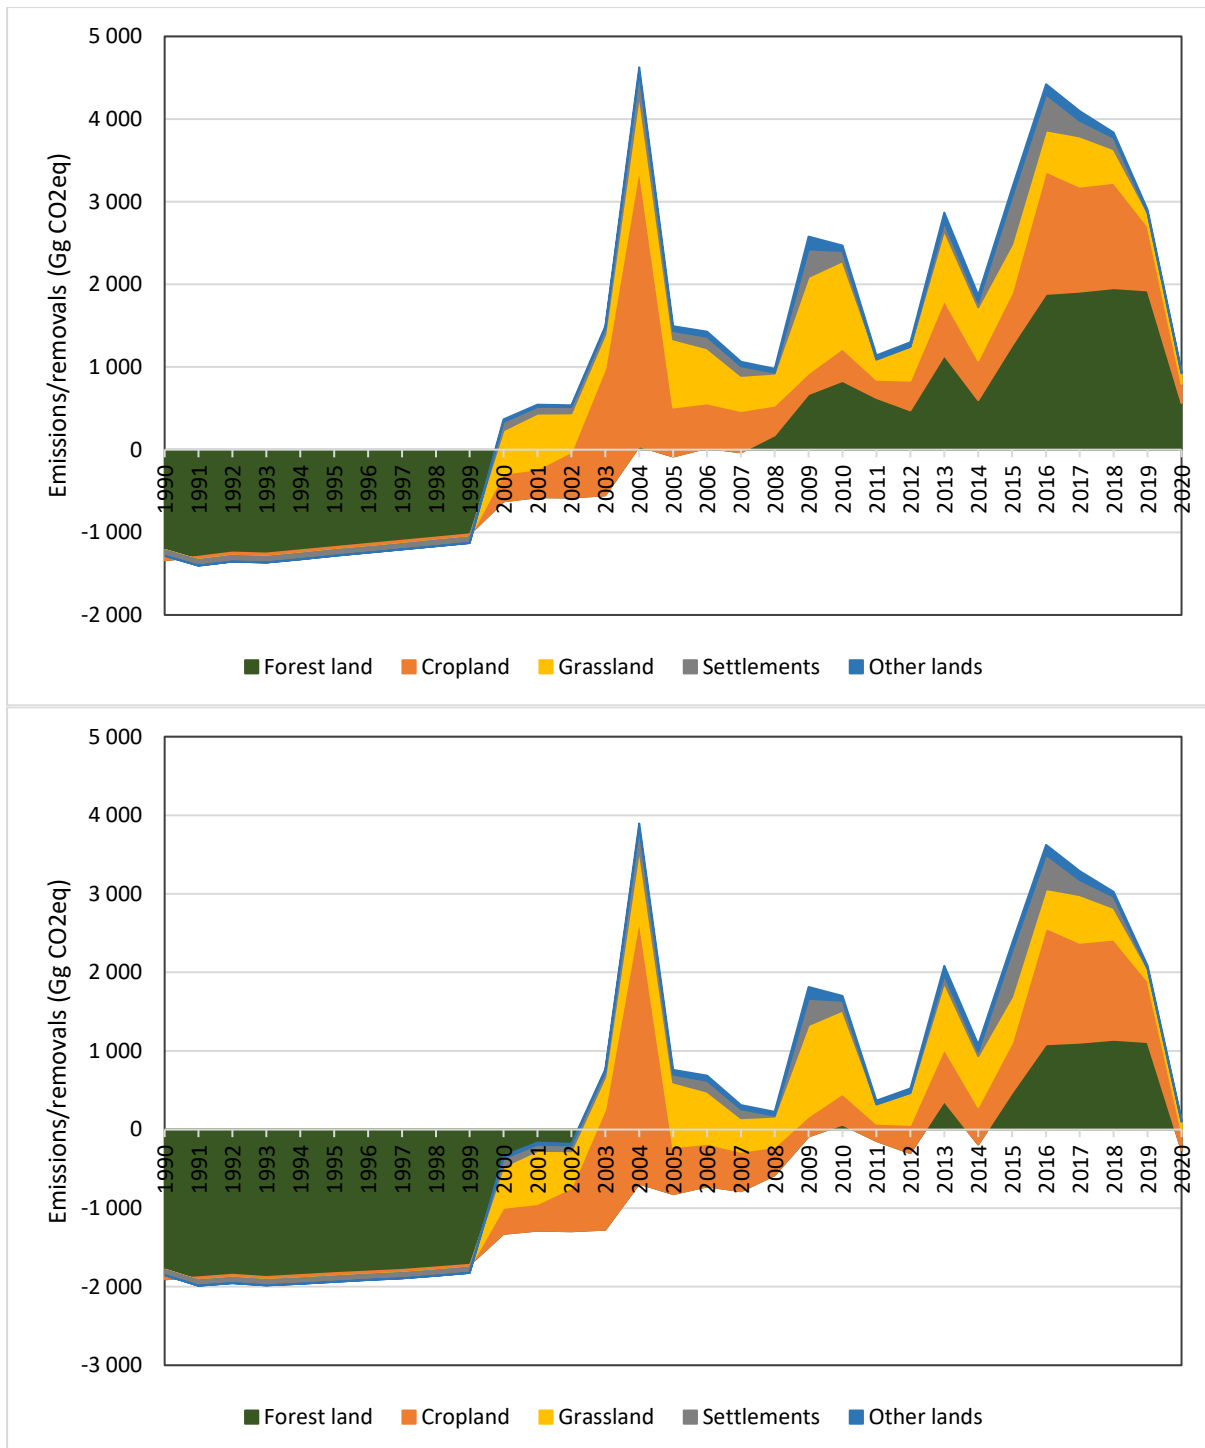 Emissions/removals (Gg CO2eq)
5 000
4 000
3 000
2 000
1 000
0
-1 000
-2 000
1990 1991 1992 1993 1994 1995 1996 1997 1998 1999 2000 2001 2002 2003 2004 2005 2006 2007 2008 2009 2010 2011 2012 2013 2014 2015 2016 2017 2018 2019 2020
Forest land Cropland Grassland Settlements Other lands
Emissions/removals (Gg CO2eq)
5 000
4 000
3 000
2 000
1 000
0
-1 000
-2 000
-3 000
1990 1991 1992 1993 1994 1995 1996 1997 1998 1999 2000 2001 2002 2003 2004 2005 2006 2007 2008 2009 2010 2011 2012 2013 2014 2015 2016 2017 2018 2019 2020
Forest land Cropland Grassland Settlements Other lands